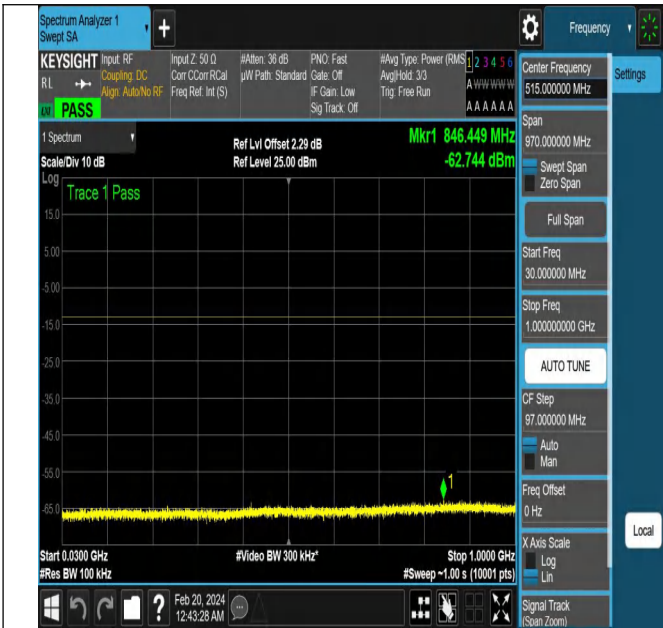 Spectrum Analyzer 1
Swept SA
+
Frequency
KEYSIGHT
RL
PASS
Input: RF
Coupling: DC
Align: Auto/No RF
Input Z: 50 Ω
Corr CCorr RCal
Freq Ref: Int (S)
#Atten: 36 dB
µW Path: Standard
PNO: Fast
Gate: Off
IF Gain: Low
Sig Track: Off
#Avg Type: Power (RMS
Avg|Hold: 3/3
Trig: Free Run
1 2 3 4 5 6
A W W W W W
A A A A A A
1 Spectrum
Scale/Div 10 dB
Log
Ref Lvl Offset 2.29 dB
Ref Level 25.00 dBm
Mkr1 846.449 MHz
-62.744 dBm
Trace 1 Pass
15.0
5.00
-5.00
-15.0
-25.0
-35.0
-45.0
-55.0
-65.0
1
Start 0.0300 GHz
#Res BW 100 kHz
#Video BW 300 kHz*
Stop 1.0000 GHz
#Sweep ~1.00 s (10001 pts)
?
Feb 20, 2024
12:43:28 AM
Center Frequency
515.000000 MHz
Span
970.000000 MHz
Swept Span
Zero Span
Full Span
Start Freq
30.000000 MHz
Stop Freq
1.000000000 GHz
AUTO TUNE
CF Step
97.000000 MHz
Auto
Man
Freq Offset
0 Hz
X Axis Scale
Log
Lin
Signal Track
(Span Zoom)
Settings
Local